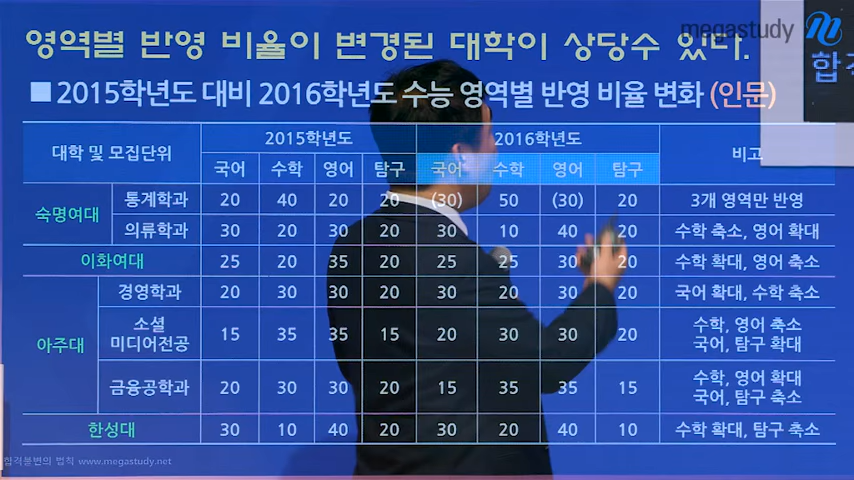 megastudy
합격
영역별 반영 비율이 변경된 대학이 상당수 있다.
■ 2015학년도 대비 2016학년도 수능 영역별 반영 비율 변화 (인문)
대학 및 모집단위 2015학년도 2016학년도 비고
국어 수학 영어 탐구 국어 수학 영어 탐구
숙명여대 통계학과 20 40 20 20 (30) 50 (30) 20 3개 영역만 반영
의류학과 30 20 30 20 30 10 40 20 수학 축소, 영어 확대
이화여대 25 20 35 20 25 25 30 20 수학 확대, 영어 축소
아주대 경영학과 20 30 30 20 30 20 30 20 국어 확대, 수학 축소
소셜 미디어전공 15 35 35 15 20 30 30 20 수학, 영어 축소
국어, 탐구 확대
금융공학과 20 30 30 20 15 35 35 15 수학, 영어 확대
국어, 탐구 축소
한성대 30 10 40 20 30 20 40 10 수학 확대, 탐구 축소
합격불변의 법칙 www.megastudy.net